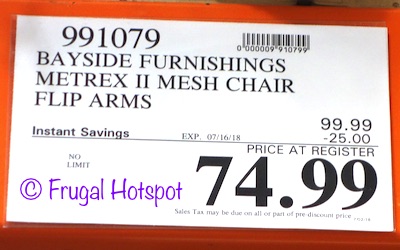 991079
000009910799
BAYSIDE FURNISHINGS
METREX II MESH CHAIR
FLIP ARMS
99.99
Instant Savings EXP. 07/16/18 -25.00
PRICE AT REGISTER
NO
LIMIT
74.99
© Frugal Hotspot
Sales Tax may be due on all or part of pre-discount price